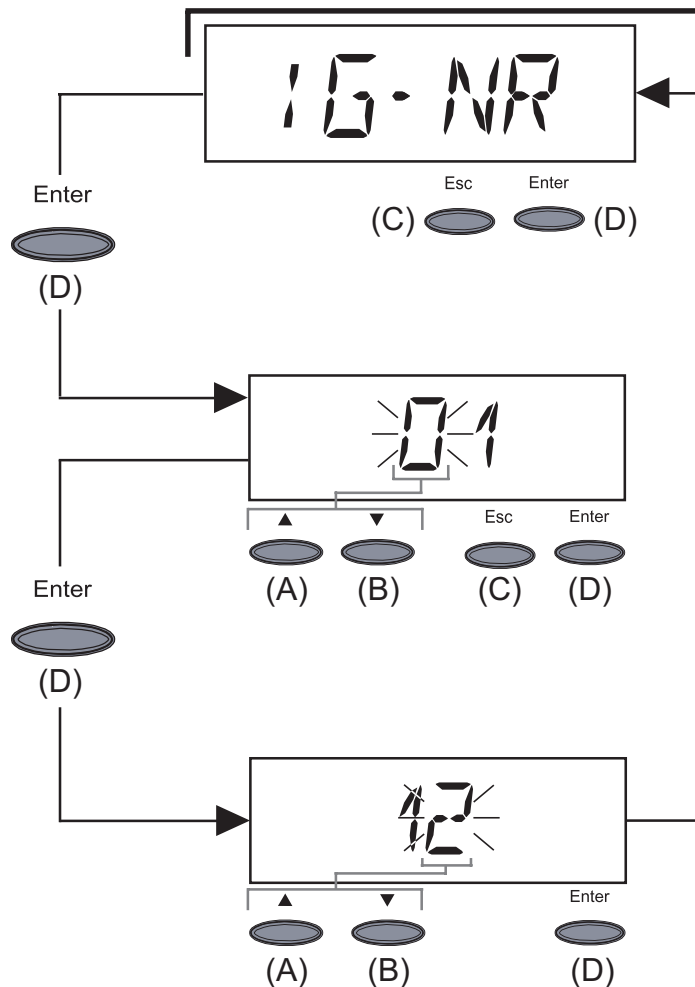 IG-NR
Esc Enter
(C) (D)
Enter
(D)
01
▲ ▼ Esc Enter
(A) (B) (C) (D)
Enter
(D)
12
▲ ▼ Enter
(A) (B) (D)